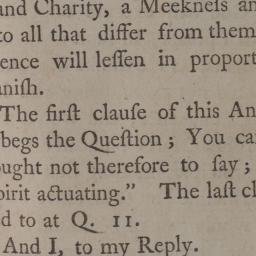 and Charity, a Meekneſs an
to all that differ from them
ence will leſſen in proport
niſh.
The firſt clauſe of this An
begs the Queſtion; You ca
ught not therefore to ſay;
pirit actuating.” The laſt cl
d to at Q. 11.
And I, to my Reply.